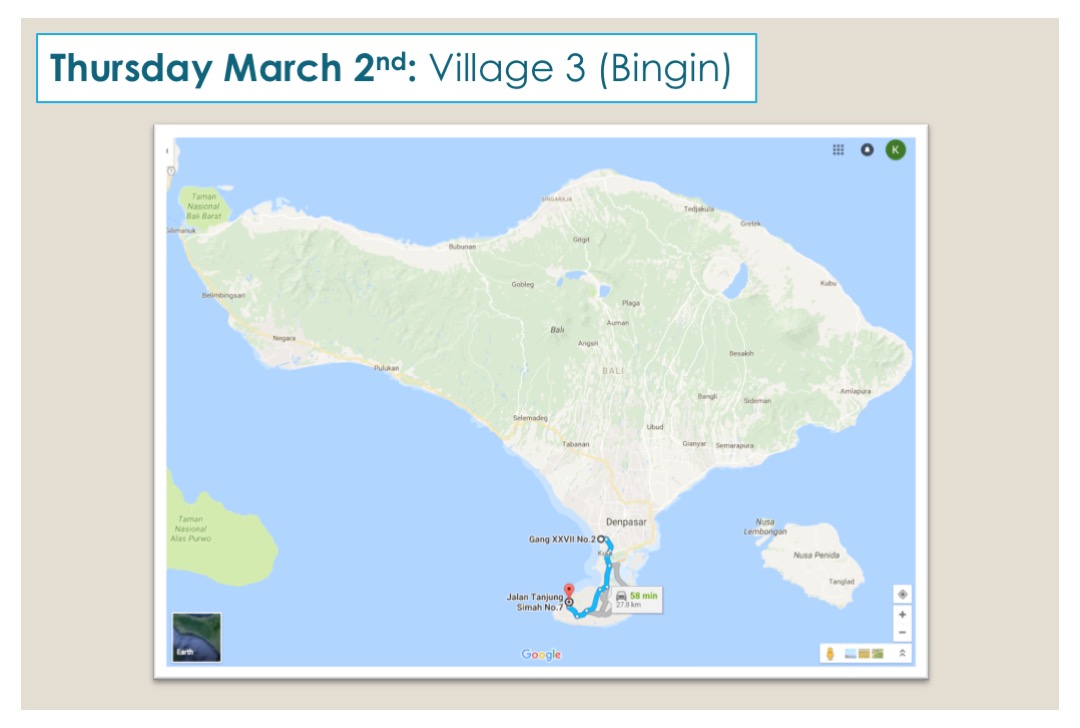 Thursday March 2nd: Village 3 (Bingin)
K
Taman
Nasional
Bali Barat
Gilimanuk
SINGARAJA
Tedjakula
Gretek
Bubunan
Gitgit
Gobleg
Kubu
Belimbingsari
Plaga
Auman
Bali
Negara
Angsri
Besakih
Pulukan
BALI
Bangli
Sideman
Amlapura
Selemadeg
Ubud
Tabanan
Gianyar
Semarapura
Taman
Nasional
Alas Purwo
Denpasar
Nusa
Lembongan
Gang XXVII No.2
Kuta
Nusa Penida
Tanglad
Jalan Tanjung
Simah No.7
58 min
27.8 km
Earth
Google